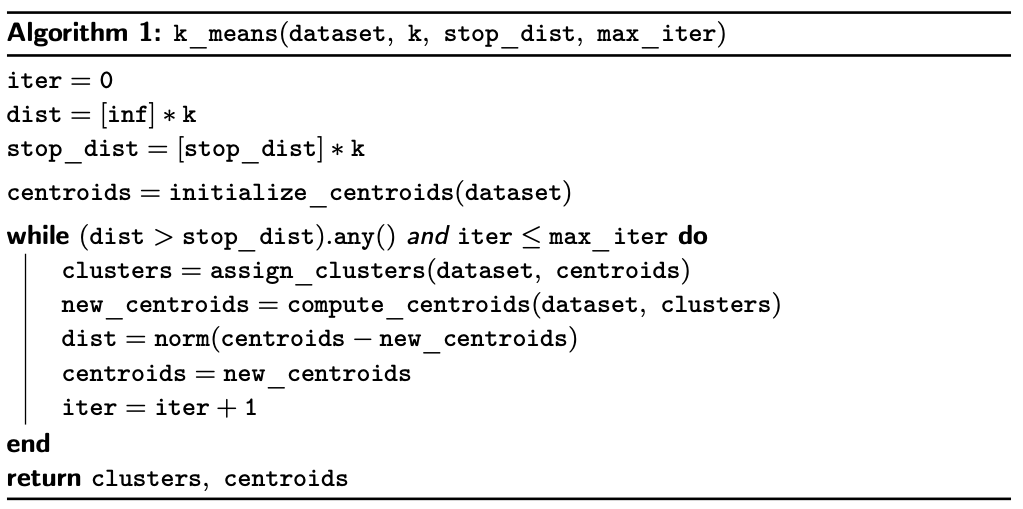 Algorithm 1: k_means(dataset, k, stop_dist, max_iter)
iter = 0
dist = [inf] * k
stop_dist = [stop_dist] * k
centroids = initialize_centroids(dataset)
while (dist > stop_dist).any() and iter ≤ max_iter do
clusters = assign_clusters(dataset, centroids)
new_centroids = compute_centroids(dataset, clusters)
dist = norm(centroids − new_centroids)
centroids = new_centroids
iter = iter + 1
end
return clusters, centroids